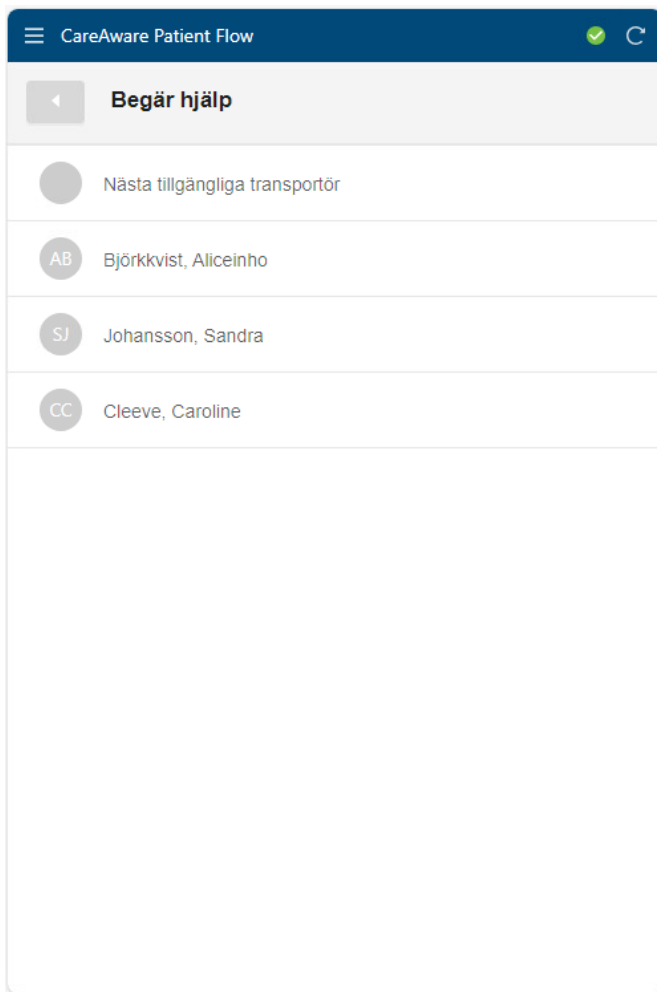 CareAware Patient Flow
Begär hjälp
Nästa tillgängliga transportör
AB Björkkvist, Aliceinho
SJ Johansson, Sandra
CC Cleeve, Caroline